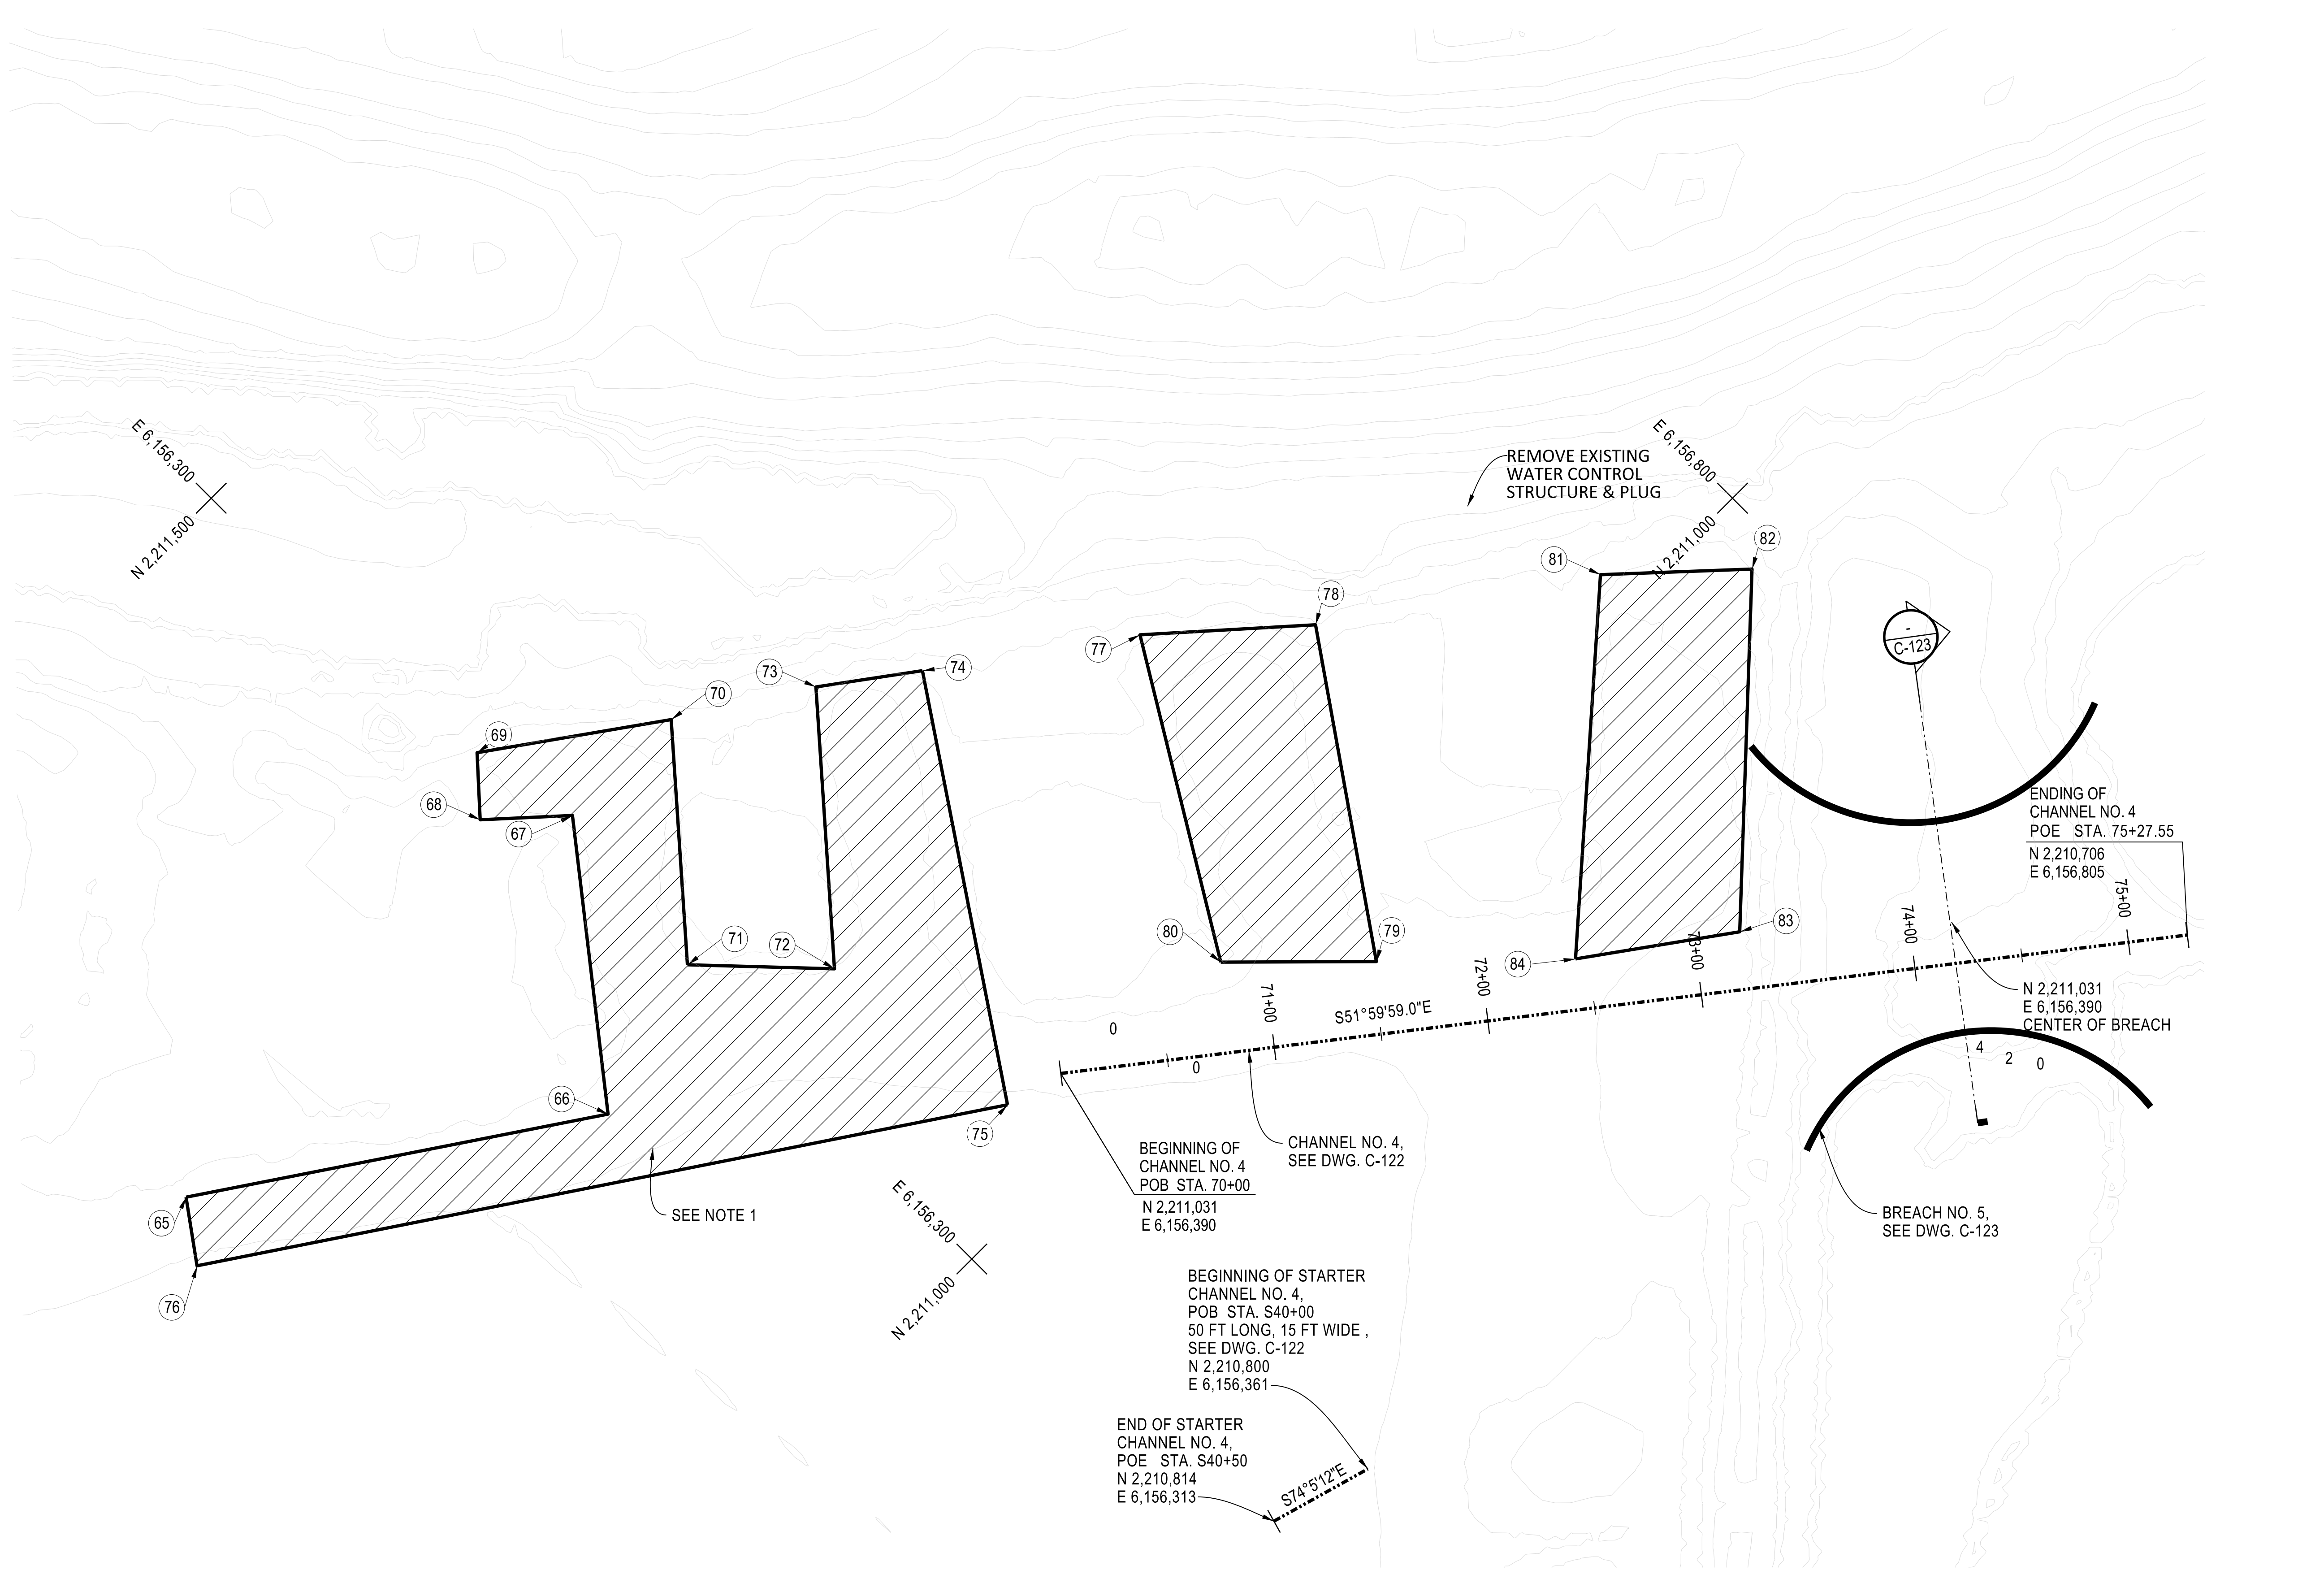 E 6,156,300
N 2,211,500
E 6,156,800
N 2,211,000
REMOVE EXISTING
WATER CONTROL
STRUCTURE & PLUG
81
82
78
77
-
C-123
74
73
70
69
68
67
71
72
80
79
84
83
66
75
65
76
ENDING OF
CHANNEL NO. 4
POE STA. 75+27.55
N 2,210,706
E 6,156,805
71+00
72+00
73+00
74+00
75+00
S51°59'59.0"E
0
0
N 2,211,031
E 6,156,390
CENTER OF BREACH
4
2
0
BEGINNING OF
CHANNEL NO. 4
POB STA. 70+00
N 2,211,031
E 6,156,390
CHANNEL NO. 4,
SEE DWG. C-122
SEE NOTE 1
E 6,156,300
N 2,211,000
BREACH NO. 5,
SEE DWG. C-123
BEGINNING OF STARTER
CHANNEL NO. 4,
POB STA. S40+00
50 FT LONG, 15 FT WIDE ,
SEE DWG. C-122
N 2,210,800
E 6,156,361
END OF STARTER
CHANNEL NO. 4,
POE STA. S40+50
N 2,210,814
E 6,156,313
S74°5'12"E